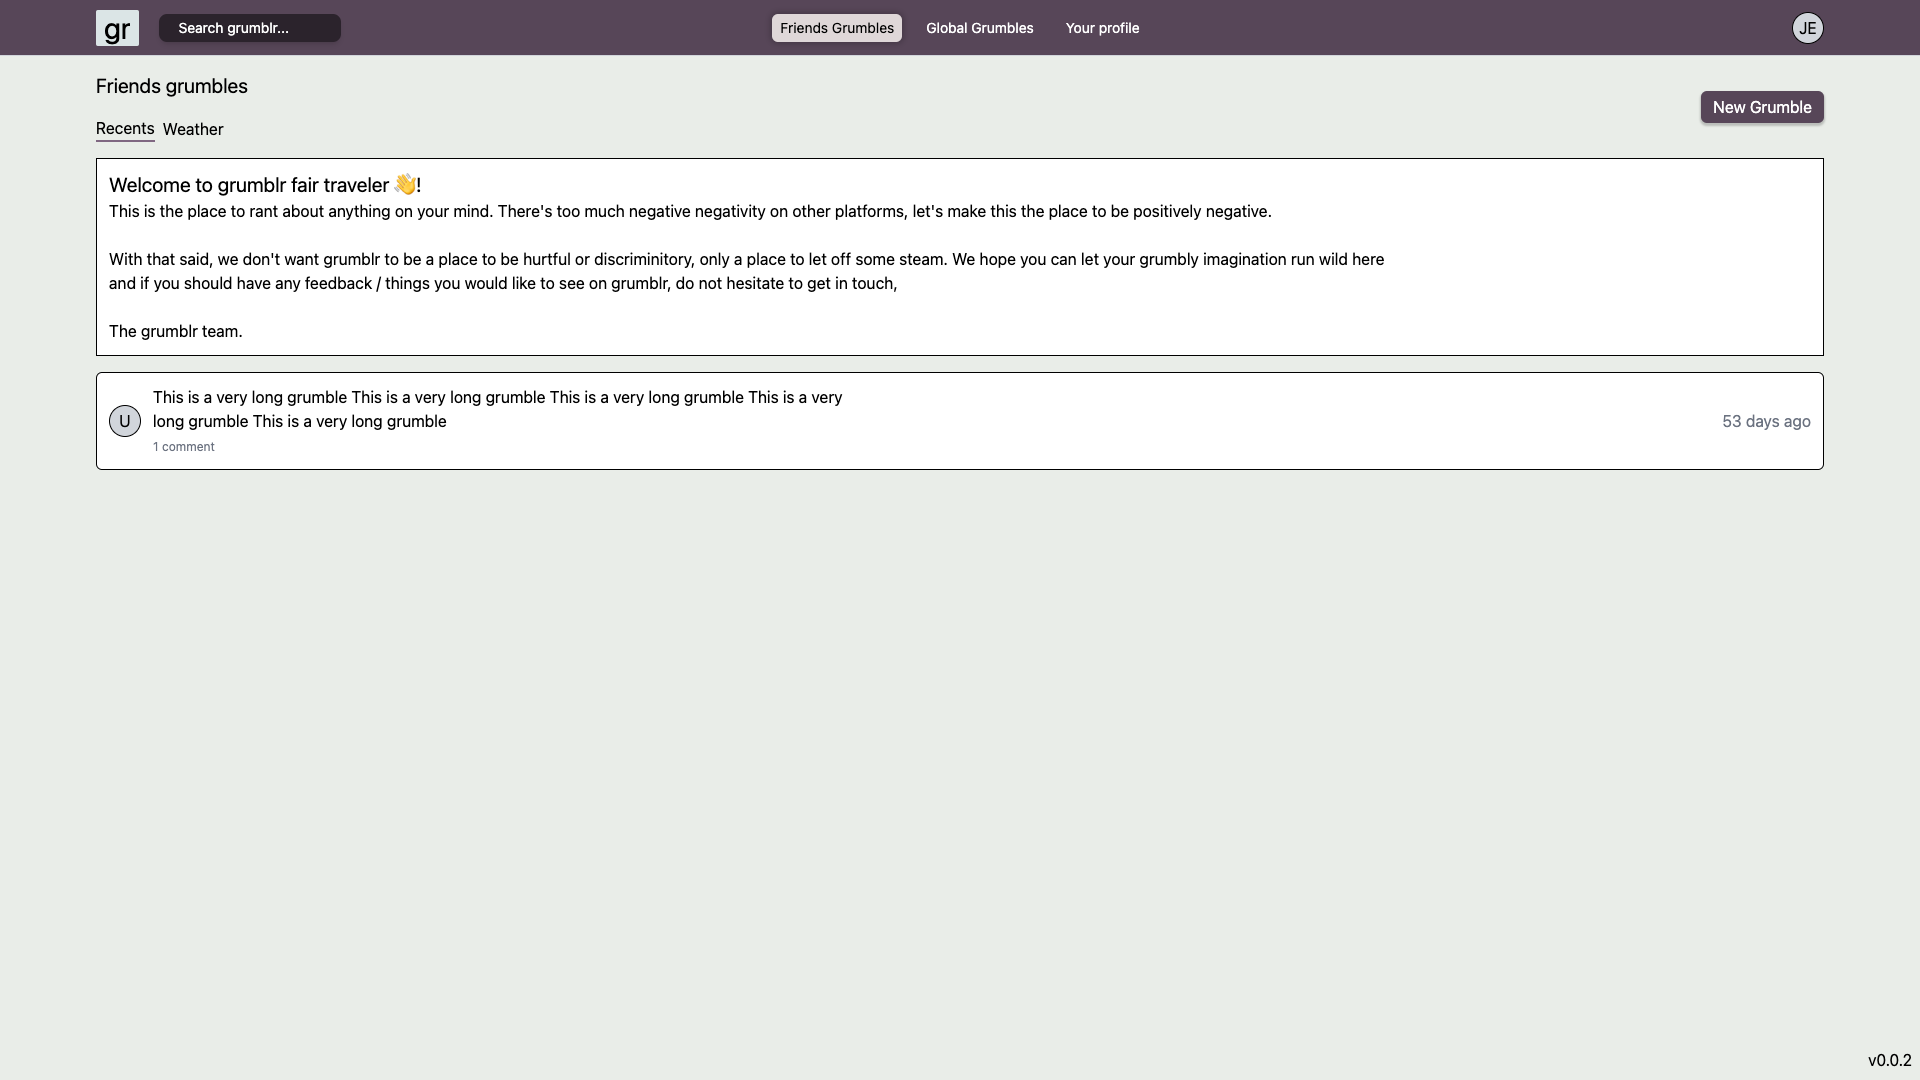 gr
Search grumblr...
Friends Grumbles
Global Grumbles
Your profile
JE
Friends grumbles
New Grumble
Recents
Weather
Welcome to grumblr fair traveler 👋!
This is the place to rant about anything on your mind. There's too much negative negativity on other platforms, let's make this the place to be positively negative.
With that said, we don't want grumblr to be a place to be hurtful or discriminitory, only a place to let off some steam. We hope you can let your grumbly imagination run wild here
and if you should have any feedback / things you would like to see on grumblr, do not hesitate to get in touch,
The grumblr team.
U
This is a very long grumble This is a very long grumble This is a very long grumble This is a very
long grumble This is a very long grumble
1 comment
53 days ago
v0.0.2